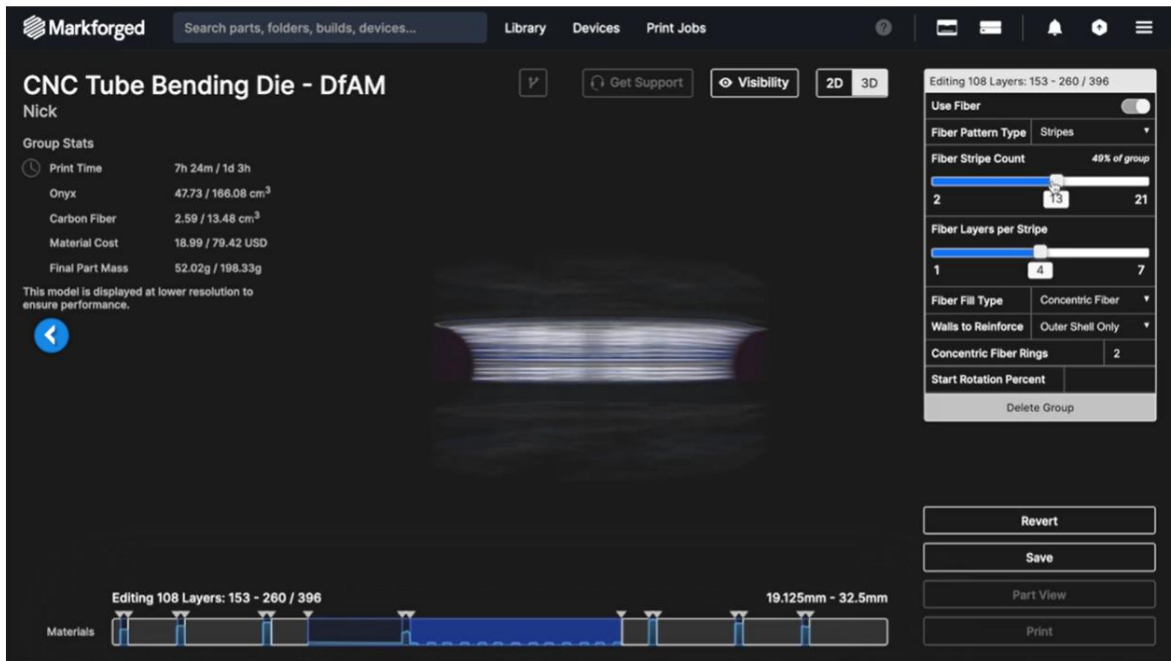 Markforged
Search parts, folders, builds, devices...
Library Devices Print Jobs
?
CNC Tube Bending Die - DfAM
Nick
Get Support
Visibility
2D 3D
Group Stats
Print Time 7h 24m / 1d 3h
Onyx 47.73 / 166.08 cm³
Carbon Fiber 2.59 / 13.48 cm³
Material Cost 18.99 / 79.42 USD
Final Part Mass 52.02g / 198.33g
This model is displayed at lower resolution to
ensure performance.
Editing 108 Layers: 153 - 260 / 396
Use Fiber
Fiber Pattern Type Stripes
Fiber Stripe Count 49% of group
2 13 21
Fiber Layers per Stripe
1 4 7
Fiber Fill Type Concentric Fiber
Walls to Reinforce Outer Shell Only
Concentric Fiber Rings 2
Start Rotation Percent
Delete Group
Revert
Save
Part View
Print
Editing 108 Layers: 153 - 260 / 396 19.125mm - 32.5mm
Materials